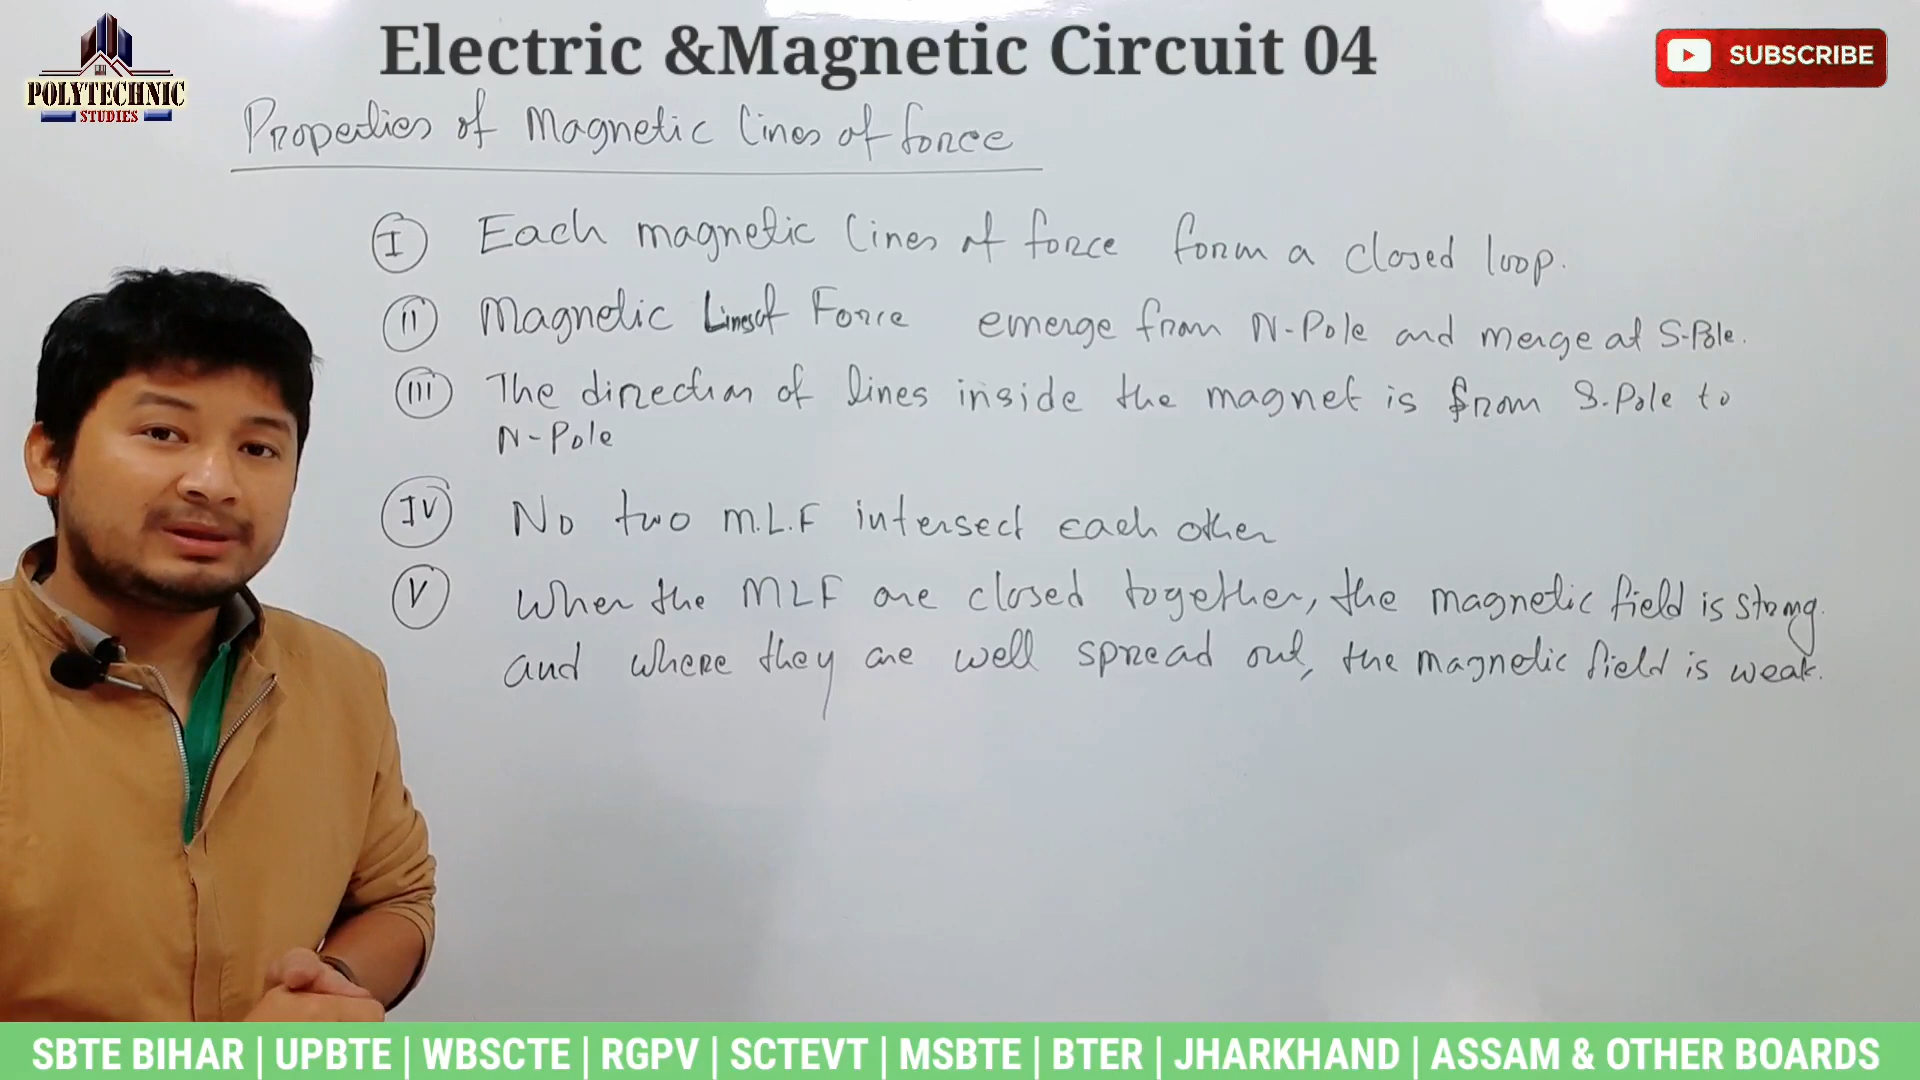 Electric &Magnetic Circuit 04
SUBSCRIBE
POLYTECHNIC
STUDIES
Properties of Magnetic lines of force
I Each magnetic lines of force form a closed loop.
II Magnetic Lines of Force emerge from N-Pole and merge at S-Pole.
III The direction of lines inside the magnet is from S-Pole to
N-Pole
IV No two M.L.F intersect each other
V When the MLF are closed together, the magnetic field is strong.
and where they are well spread out, the magnetic field is weak.
SBTE BIHAR | UPBTE | WBSCTE | RGPV | SCTEVT | MSBTE | BTER | JHARKHAND | ASSAM & OTHER BOARDS